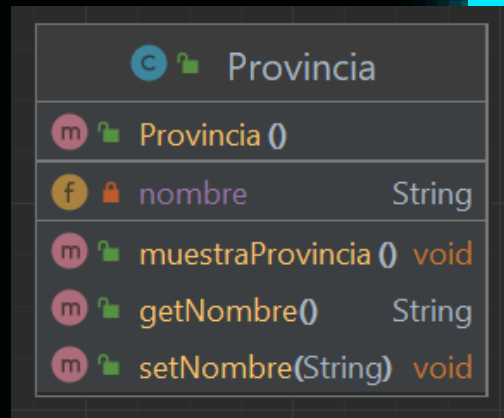 Provincia
Provincia ()
nombre String
muestraProvincia () void
getNombre() String
setNombre(String) void